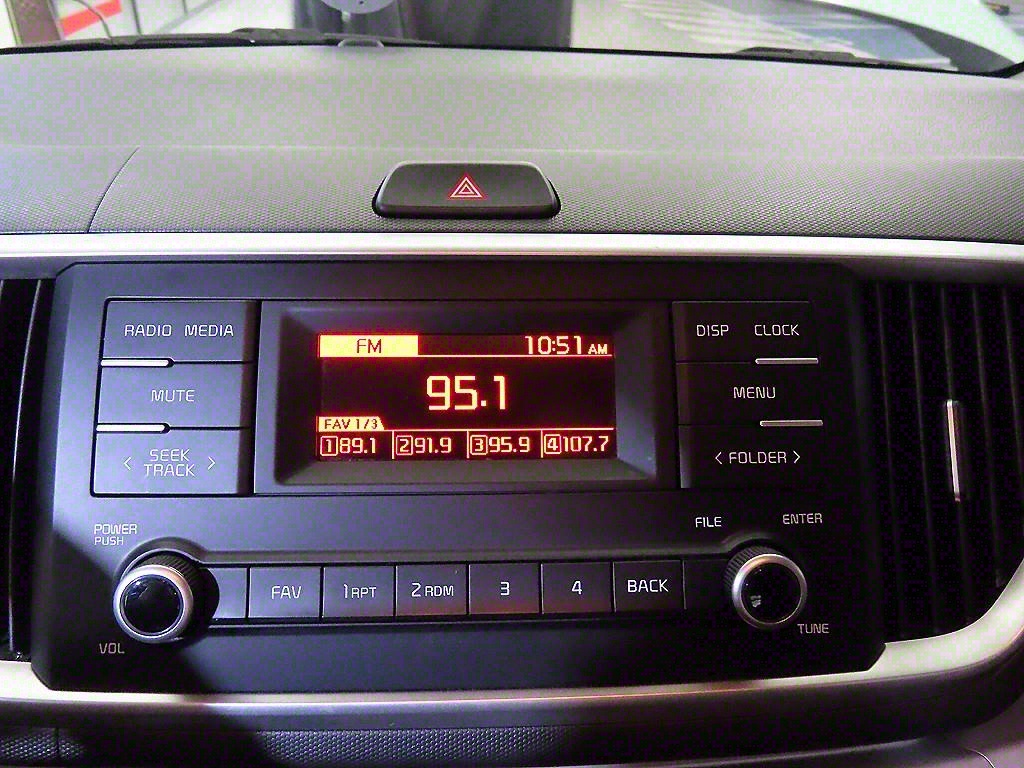 RADIO MEDIA
MUTE
< SEEK TRACK >
FM 10:51 AM
95.1
FAV 1/3
1 89.1 2 91.9 3 95.9 4 107.7
DISP CLOCK
MENU
< FOLDER >
POWER
PUSH
VOL
FAV 1 RPT 2 RDM 3 4 BACK
FILE
ENTER
TUNE